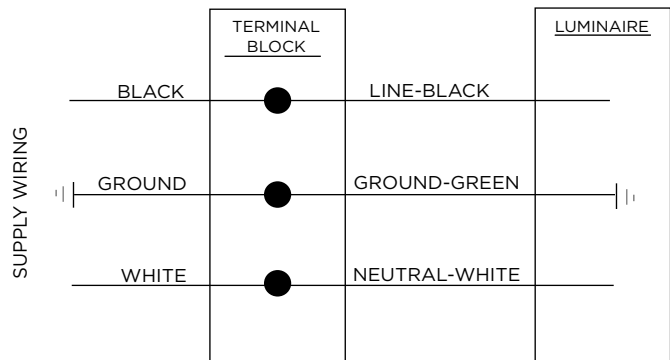 TERMINAL
BLOCK
LUMINAIRE
SUPPLY WIRING
BLACK
LINE-BLACK
GROUND
GROUND-GREEN
WHITE
NEUTRAL-WHITE